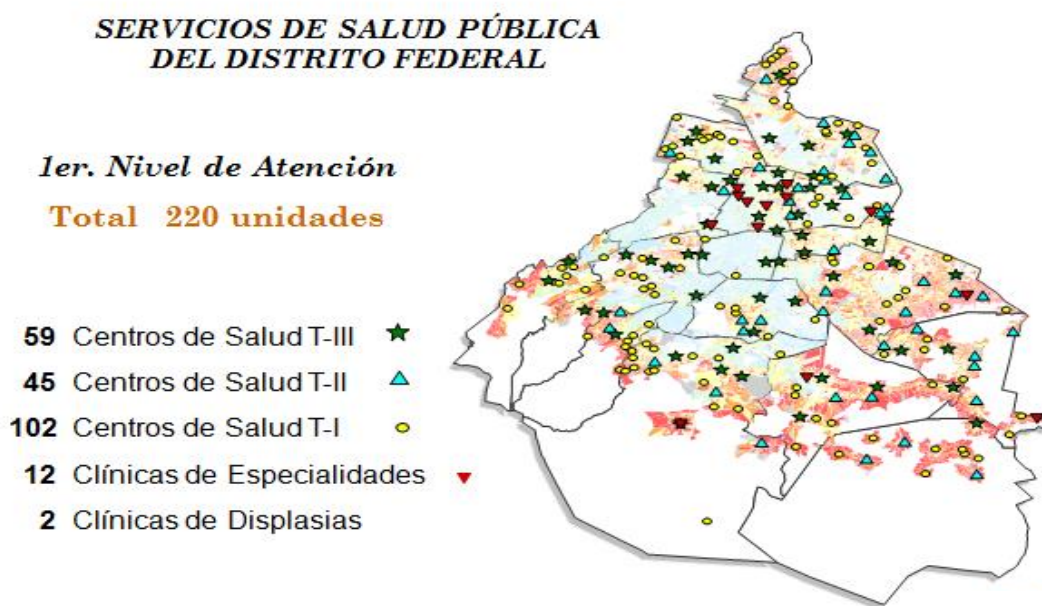 SERVICIOS DE SALUD PÚBLICA
DEL DISTRITO FEDERAL
1er. Nivel de Atención
Total 220 unidades
59 Centros de Salud T-III
45 Centros de Salud T-II
102 Centros de Salud T-I
12 Clínicas de Especialidades
2 Clínicas de Displasias